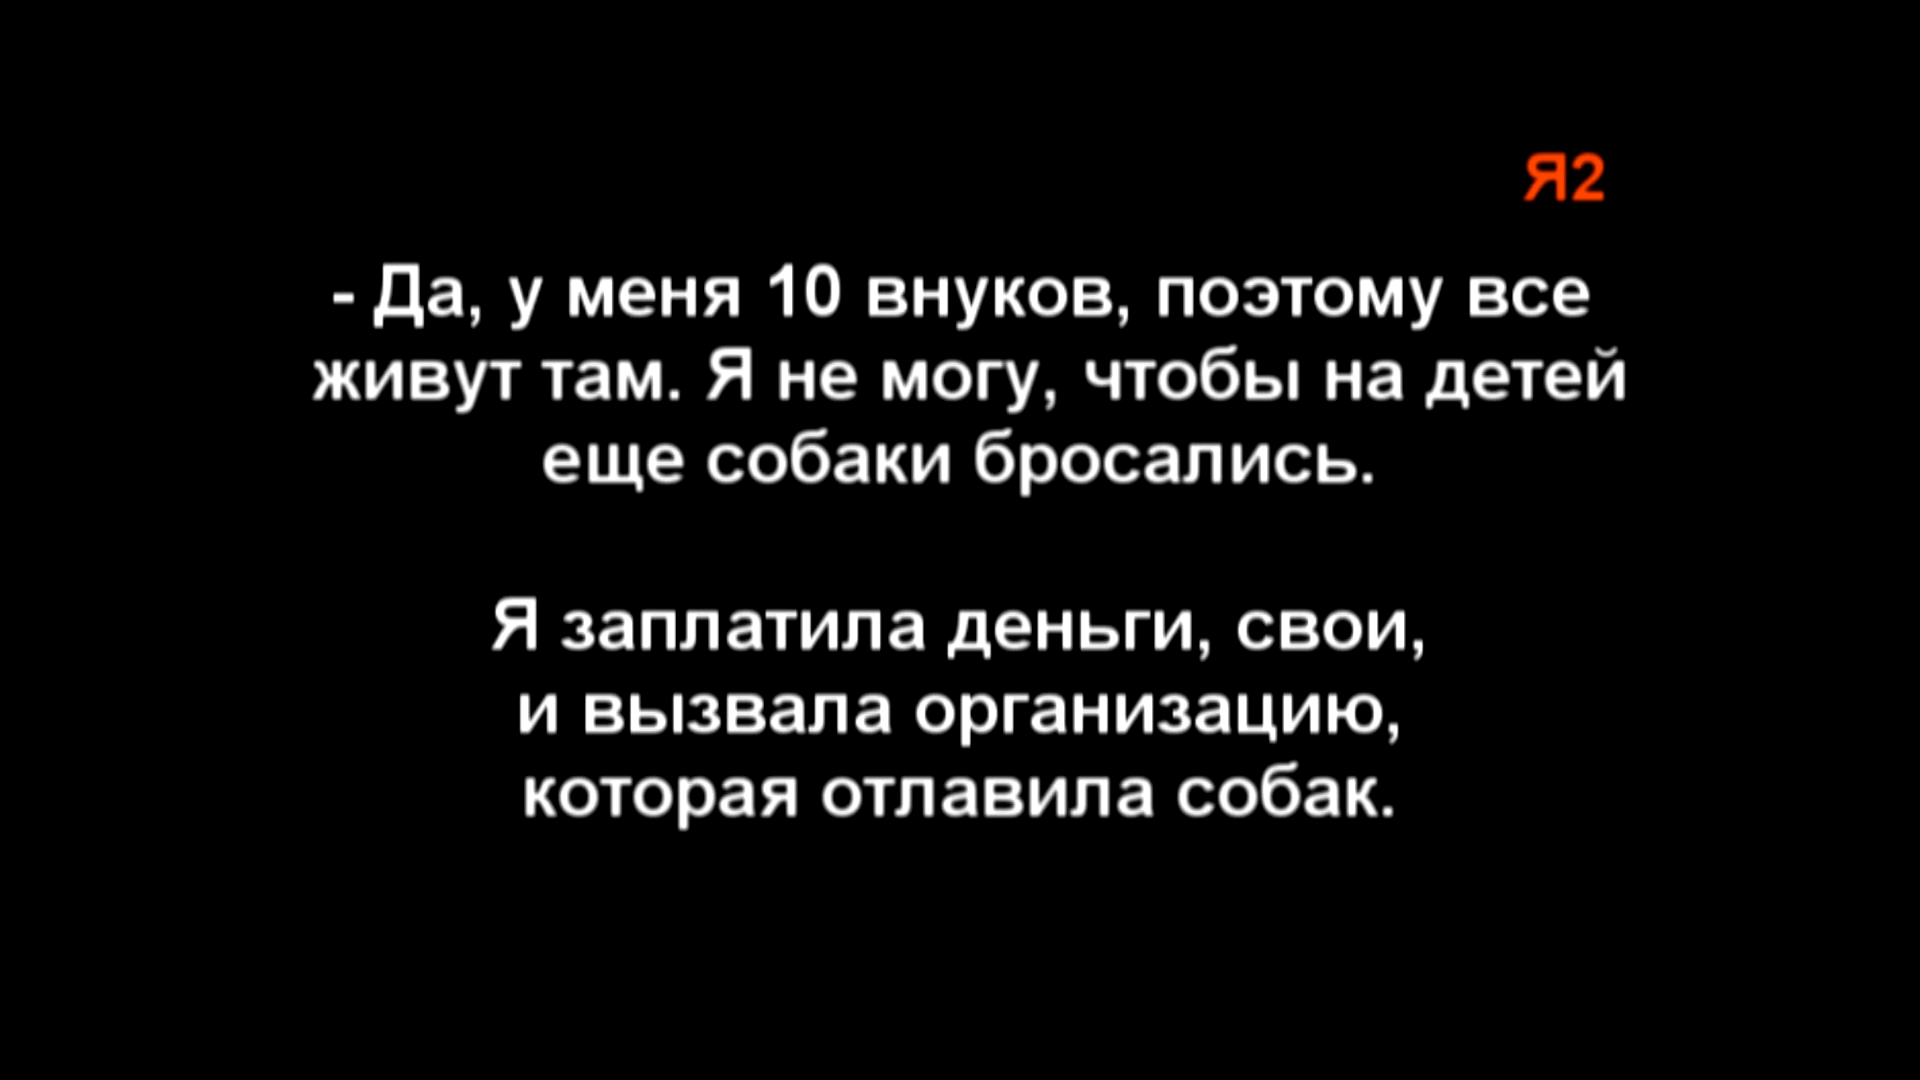 Я2
- Да, у меня 10 внуков, поэтому все
живут там. Я не могу, чтобы на детей
еще собаки бросались.
Я заплатила деньги, свои,
и вызвала организацию,
которая отлавила собак.